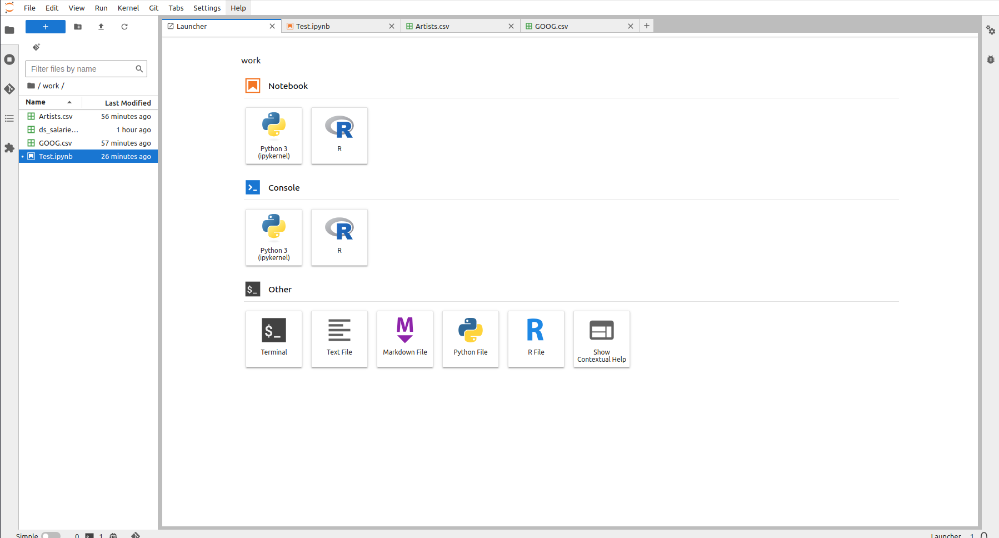 File Edit View Run Kernel Git Tabs Settings Help
Launcher Test.ipynb Artists.csv GOOG.csv
Filter files by name
/ work /
Name Last Modified
Artists.csv 56 minutes ago
ds_salarie... 1 hour ago
GOOG.csv 57 minutes ago
Test.ipynb 26 minutes ago
work
Notebook
Python 3
(ipykernel)
R
Console
Python 3
(ipykernel)
R
$_ Other
$_
Terminal
Text File
M
Markdown File
Python File
R
R File
Show
Contextual Help
Simple 0 1 Launcher 1